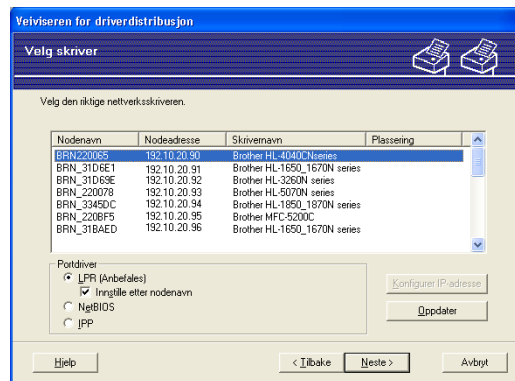 Veiviseren for driverdistribusjon
Velg skriver
Velg den riktige nettverksskriveren.
Nodenavn Nodeadresse Skrivernavn Plassering
BRN220065 192.10.20.90 Brother HL-4040CNseries
BRN_31D6E1 192.10.20.91 Brother HL-1650_1670N series
BRN_31D69E 192.10.20.92 Brother HL-3260N series
BRN_220078 192.10.20.93 Brother HL-5070N series
BRN_3345DC 192.10.20.94 Brother HL-1850_1870N series
BRN_220BF5 192.10.20.95 Brother MFC-5200C
BRN_31BAED 192.10.20.96 Brother HL-1650_1670N series
Portdriver
LPR (Anbefales)
Innstille etter nodenavn
NetBIOS
IPP
Konfigurer IP-adresse
Oppdater
Hjelp < Tilbake Neste > Avbryt